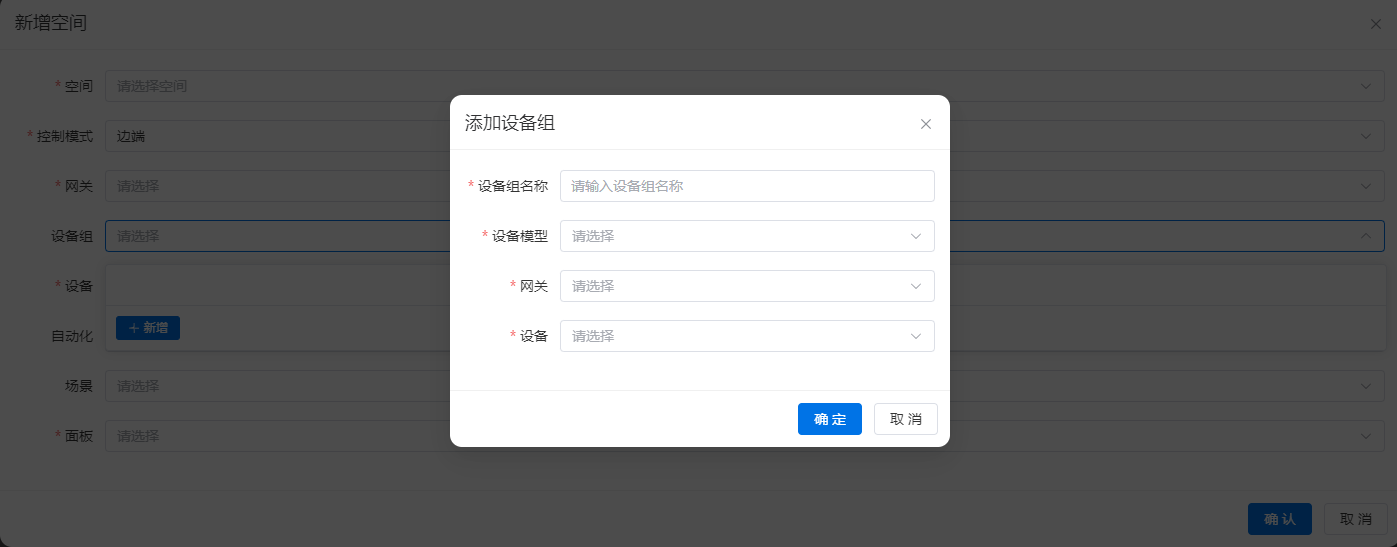 新增空间
* 空间 请选择空间
* 控制模式 边端
* 网关 请选择
设备组 请选择
* 设备
+ 新增
自动化
场景 请选择
* 面板 请选择
确 认 取 消
添加设备组
* 设备组名称 请输入设备组名称
* 设备模型 请选择
* 网关 请选择
* 设备 请选择
确 定 取 消